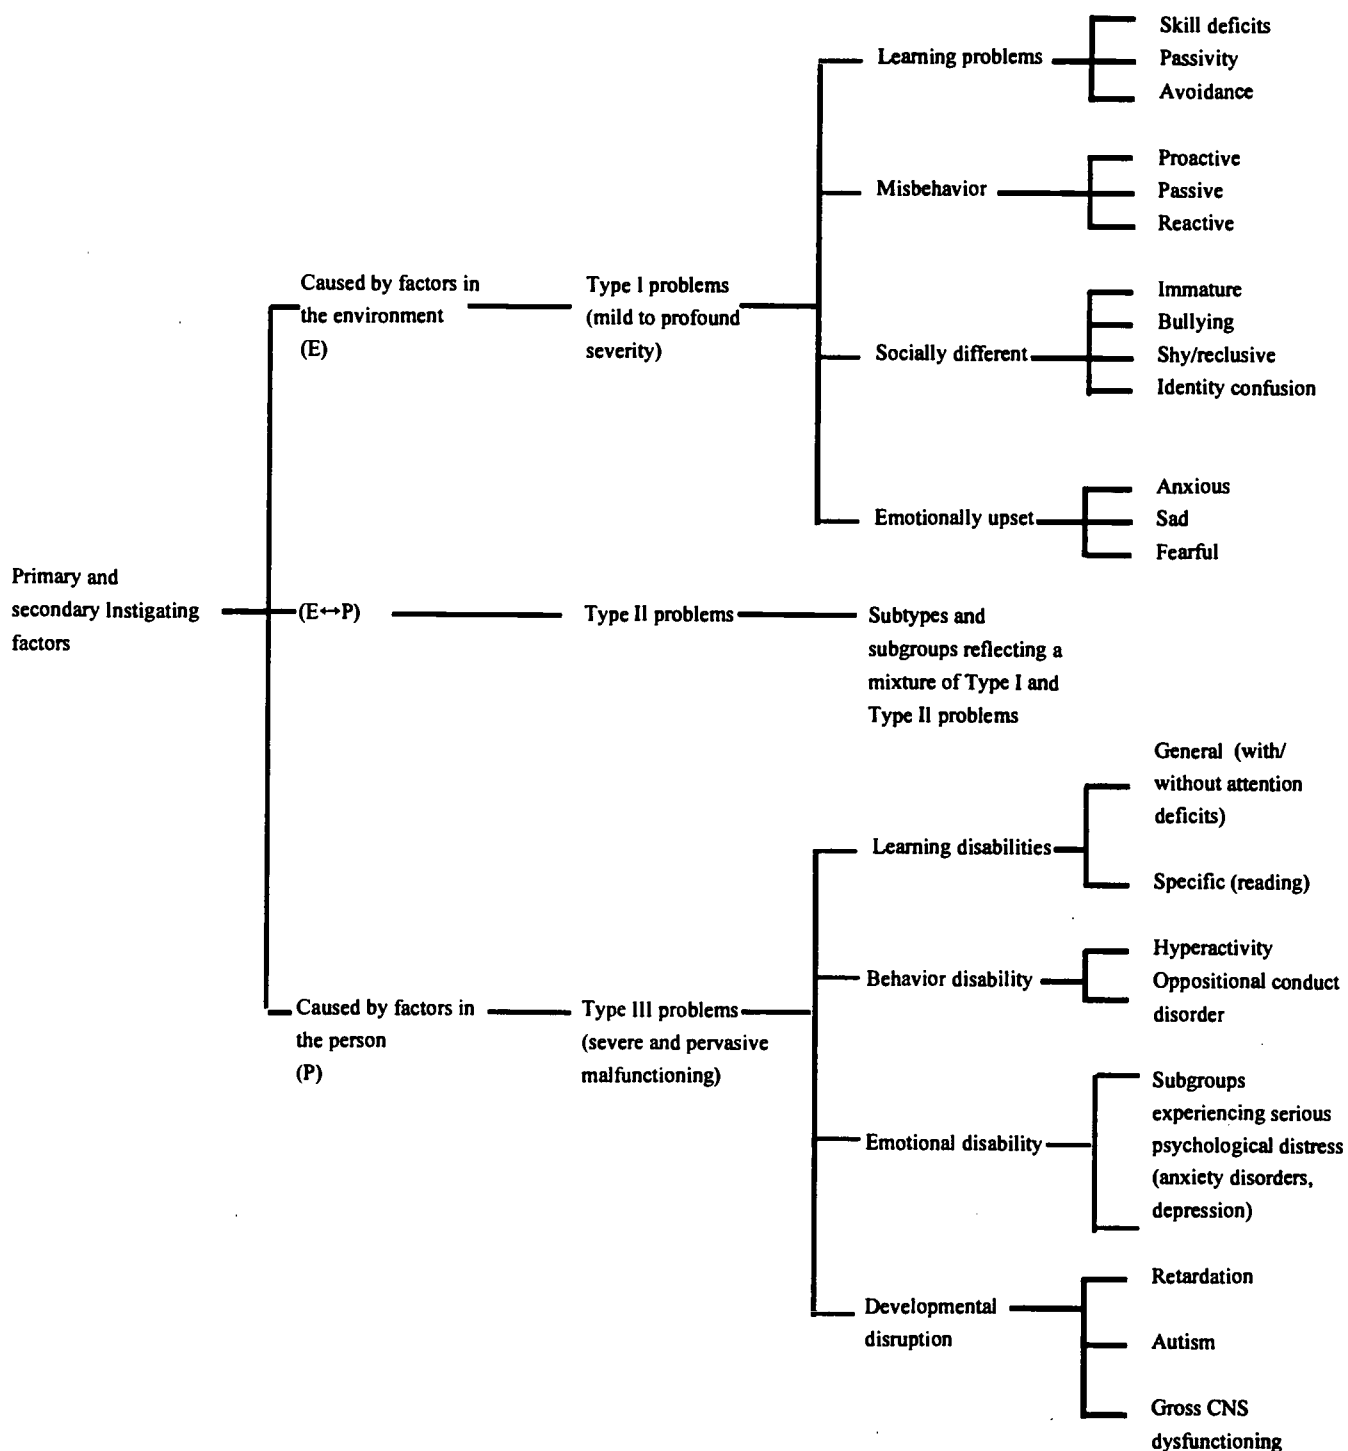 Primary and
secondary Instigating
factors
Caused by factors in
the environment
(E)
Type I problems
(mild to profound
severity)
Learning problems
Skill deficits
Passivity
Avoidance
Misbehavior
Proactive
Passive
Reactive
Socially different
Immature
Bullying
Shy/reclusive
Identity confusion
Emotionally upset
Anxious
Sad
Fearful
(E↔P)
Type II problems
Subtypes and
subgroups reflecting a
mixture of Type I and
Type II problems
Caused by factors in
the person
(P)
Type III problems
(severe and pervasive
malfunctioning)
Learning disabilities
General (with/
without attention
deficits)
Specific (reading)
Behavior disability
Hyperactivity
Oppositional conduct
disorder
Emotional disability
Subgroups
experiencing serious
psychological distress
(anxiety disorders,
depression)
Developmental
disruption
Retardation
Autism
Gross CNS
dysfunctioning